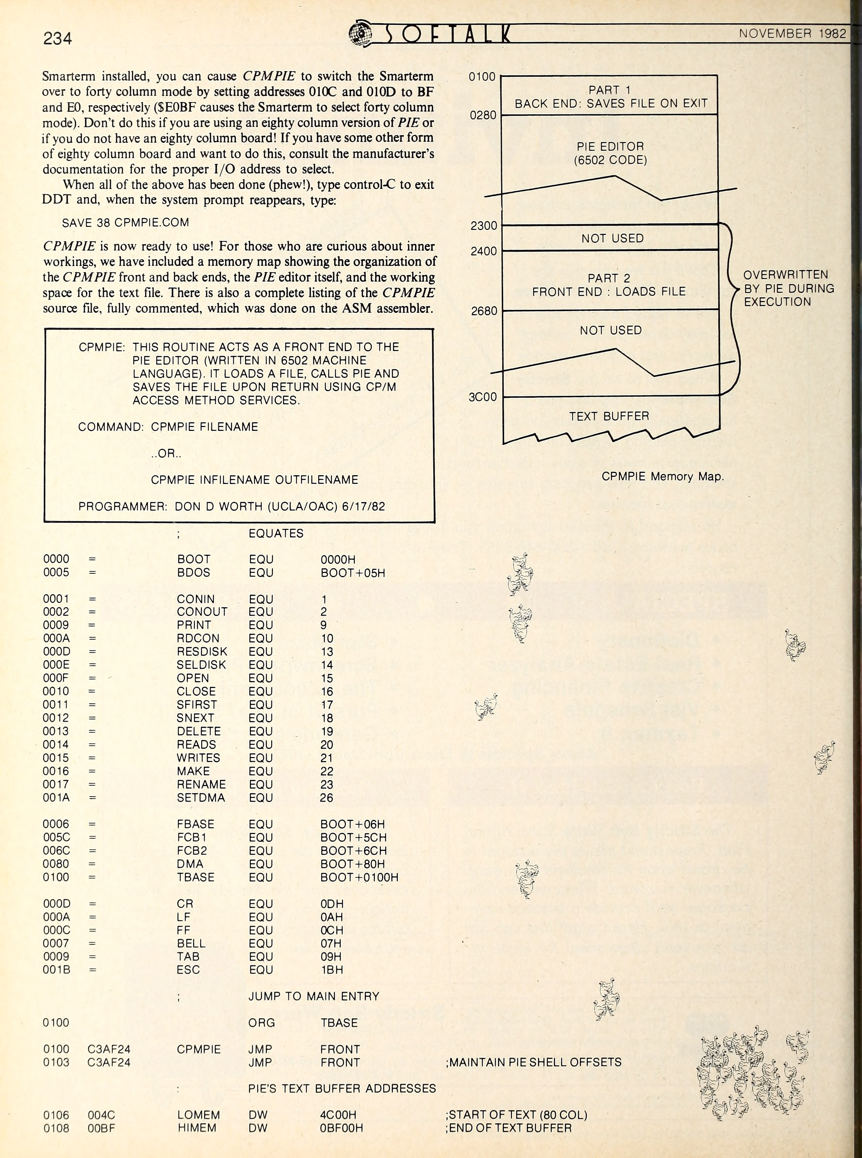 234
SOFTALK
NOVEMBER 1982
Smarterm installed, you can cause CPMPIE to switch the Smarterm
over to forty column mode by setting addresses 010C and 010D to BF
and E0, respectively ($E0BF causes the Smarterm to select forty column
mode). Don't do this if you are using an eighty column version of PIE or
if you do not have an eighty column board! If you have some other form
of eighty column board and want to do this, consult the manufacturer's
documentation for the proper I/O address to select.
When all of the above has been done (phew!), type control-C to exit
DDT and, when the system prompt reappears, type:
SAVE 38 CPMPIE.COM
CPMPIE is now ready to use! For those who are curious about inner
workings, we have included a memory map showing the organization of
the CPMPIE front and back ends, the PIE editor itself, and the working
space for the text file. There is also a complete listing of the CPMPIE
source file, fully commented, which was done on the ASM assembler.
0100
PART 1
BACK END: SAVES FILE ON EXIT
0280
PIE EDITOR
(6502 CODE)
2300
NOT USED
2400
PART 2
FRONT END : LOADS FILE
2680
NOT USED
3C00
TEXT BUFFER
OVERWRITTEN
BY PIE DURING
EXECUTION
CPMPIE Memory Map.
CPMPIE: THIS ROUTINE ACTS AS A FRONT END TO THE
PIE EDITOR (WRITTEN IN 6502 MACHINE
LANGUAGE). IT LOADS A FILE, CALLS PIE AND
SAVES THE FILE UPON RETURN USING CP/M
ACCESS METHOD SERVICES.
COMMAND: CPMPIE FILENAME
..OR..
CPMPIE INFILENAME OUTFILENAME
PROGRAMMER: DON D WORTH (UCLA/OAC) 6/17/82
; EQUATES
0000 = BOOT EQU 0000H
0005 = BDOS EQU BOOT+05H
0001 = CONIN EQU 1
0002 = CONOUT EQU 2
0009 = PRINT EQU 9
000A = RDCON EQU 10
000D = RESDISK EQU 13
000E = SELDISK EQU 14
000F = OPEN EQU 15
0010 = CLOSE EQU 16
0011 = SFIRST EQU 17
0012 = SNEXT EQU 18
0013 = DELETE EQU 19
0014 = READS EQU 20
0015 = WRITES EQU 21
0016 = MAKE EQU 22
0017 = RENAME EQU 23
001A = SETDMA EQU 26
0006 = FBASE EQU BOOT+06H
005C = FCB1 EQU BOOT+5CH
006C = FCB2 EQU BOOT+6CH
0080 = DMA EQU BOOT+80H
0100 = TBASE EQU BOOT+0100H
000D = CR EQU 0DH
000A = LF EQU 0AH
000C = FF EQU 0CH
0007 = BELL EQU 07H
0009 = TAB EQU 09H
001B = ESC EQU 1BH
; JUMP TO MAIN ENTRY
0100 ORG TBASE
0100 C3AF24 CPMPIE JMP FRONT
0103 C3AF24 JMP FRONT ;MAINTAIN PIE SHELL OFFSETS
: PIE'S TEXT BUFFER ADDRESSES
0106 004C LOMEM DW 4C00H ;START OF TEXT (80 COL)
0108 00BF HIMEM DW 0BF00H ;END OF TEXT BUFFER